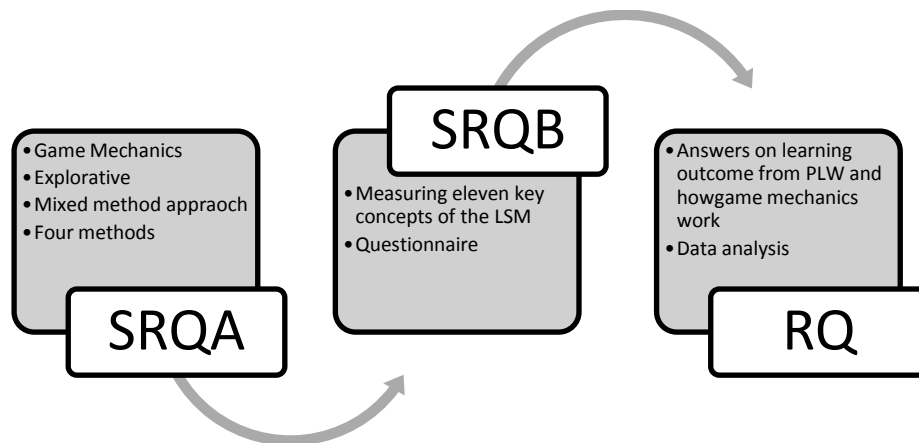 • Game Mechanics
• Explorative
• Mixed method appraoch
• Four methods
SRQA
SRQB
• Measuring eleven key
concepts of the LSM
• Questionnaire
• Answers on learning
outcome from PLW and
howgame mechanics
work
• Data analysis
RQ